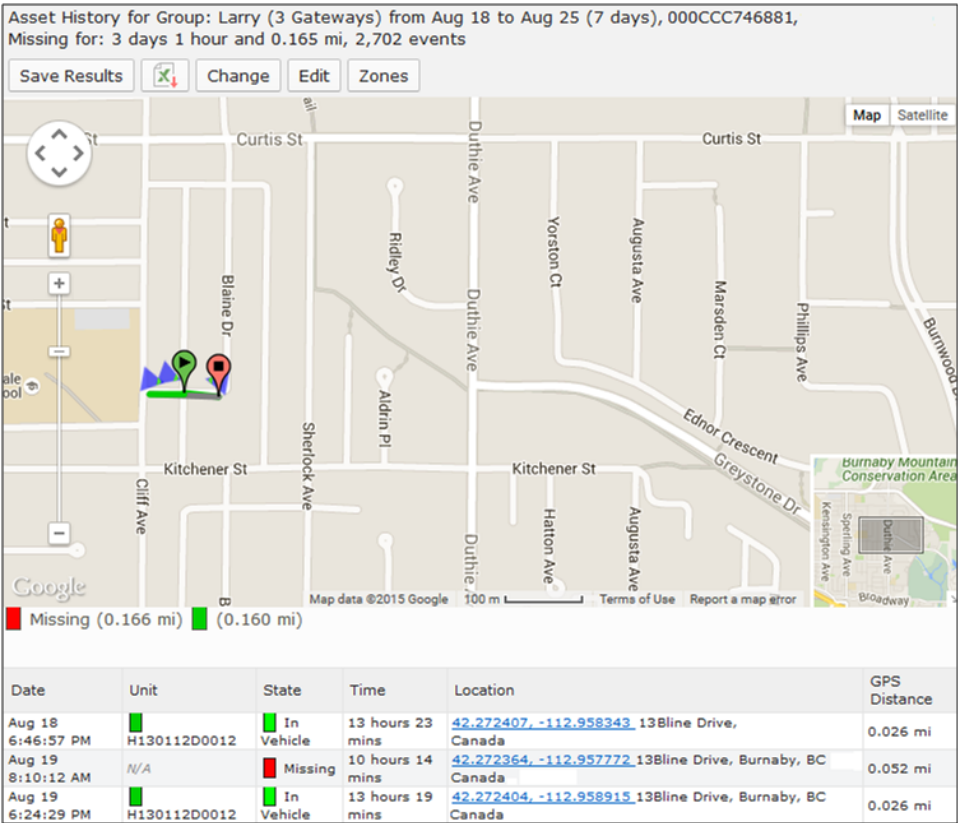 Asset History for Group: Larry (3 Gateways) from Aug 18 to Aug 25 (7 days), 000CCC746881,
Missing for: 3 days 1 hour and 0.165 mi, 2,702 events
Save Results Change Edit Zones
Map Satellite
ail
St
Curtis St
Curtis St
Duthie Ave
Ridley Dr
Yorston Ct
Augusta Ave
Blaine Dr
Duthie Ave
Marsden Ct
Phillips Ave
Burnwood
ale
ool
Aldrin Pl
Ednor Crescent
Sherlock Ave
Kitchener St
Kitchener St
Greystone Dr
Cliff Ave
Hatton Ave
Augusta Ave
Duthie
Burnaby Mountain
Conservation Area
Kensington Ave
Sperling Ave
Duthie Ave
Broadway
Google
Map data ©2015 Google 100 m Terms of Use Report a map error
Missing (0.166 mi) (0.160 mi)
Date Unit State Time Location GPS
Distance
Aug 18
6:46:57 PM H130112D0012 In
Vehicle 13 hours 23
mins 42.272407, -112.958343 13Bline Drive,
Canada 0.026 mi
Aug 19
8:10:12 AM N/A Missing 10 hours 14
mins 42.272364, -112.957772 13Bline Drive, Burnaby, BC
Canada 0.052 mi
Aug 19
6:24:29 PM H130112D0012 In
Vehicle 13 hours 19
mins 42.272404, -112.958915 13Bline Drive, Burnaby, BC
Canada 0.026 mi